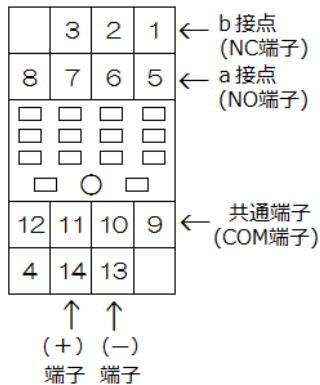 3 2 1 ← b 接点
(NC端子)
8 7 6 5 ← a 接点
(NO端子)
12 11 10 9 ← 共通端子
(COM端子)
4 14 13
↑ ↑
(+) (−)
端子 端子